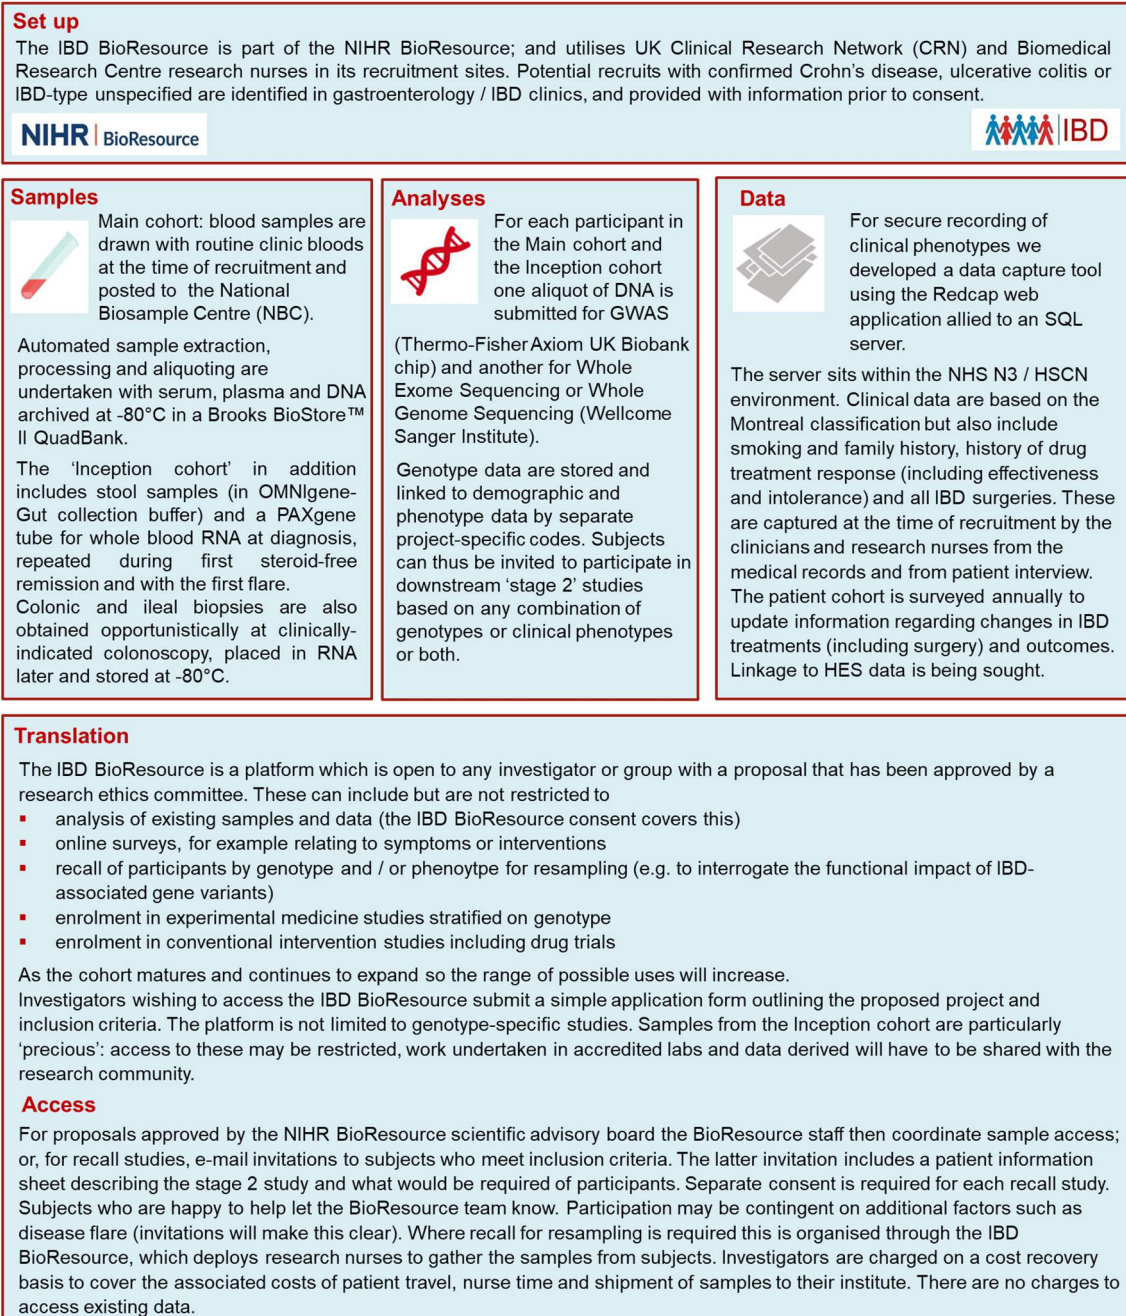 Set up
The IBD BioResource is part of the NIHR BioResource; and utilises UK Clinical Research Network (CRN) and Biomedical
Research Centre research nurses in its recruitment sites. Potential recruits with confirmed Crohn's disease, ulcerative colitis or
IBD-type unspecified are identified in gastroenterology / IBD clinics, and provided with information prior to consent.
NIHR | BioResource
IBD
Samples
Main cohort: blood samples are
drawn with routine clinic bloods
at the time of recruitment and
posted to the National
Biosample Centre (NBC).
Automated sample extraction,
processing and aliquoting are
undertaken with serum, plasma and DNA
archived at -80°C in a Brooks BioStore™
II QuadBank.
The 'Inception cohort' in addition
includes stool samples (in OMNIgene-
Gut collection buffer) and a PAXgene
tube for whole blood RNA at diagnosis,
repeated during first steroid-free
remission and with the first flare.
Colonic and ileal biopsies are also
obtained opportunistically at clinically-
indicated colonoscopy, placed in RNA
later and stored at -80°C.
Analyses
For each participant in
the Main cohort and
the Inception cohort
one aliquot of DNA is
submitted for GWAS
(Thermo-Fisher Axiom UK Biobank
chip) and another for Whole
Exome Sequencing or Whole
Genome Sequencing (Wellcome
Sanger Institute).
Genotype data are stored and
linked to demographic and
phenotype data by separate
project-specific codes. Subjects
can thus be invited to participate in
downstream 'stage 2' studies
based on any combination of
genotypes or clinical phenotypes
or both.
Data
For secure recording of
clinical phenotypes we
developed a data capture tool
using the Redcap web
application allied to an SQL
server.
The server sits within the NHS N3 / HSCN
environment. Clinical data are based on the
Montreal classification but also include
smoking and family history, history of drug
treatment response (including effectiveness
and intolerance) and all IBD surgeries. These
are captured at the time of recruitment by the
clinicians and research nurses from the
medical records and from patient interview.
The patient cohort is surveyed annually to
update information regarding changes in IBD
treatments (including surgery) and outcomes.
Linkage to HES data is being sought.
Translation
The IBD BioResource is a platform which is open to any investigator or group with a proposal that has been approved by a
research ethics committee. These can include but are not restricted to
▪ analysis of existing samples and data (the IBD BioResource consent covers this)
▪ online surveys, for example relating to symptoms or interventions
▪ recall of participants by genotype and / or phenoytpe for resampling (e.g. to interrogate the functional impact of IBD-
associated gene variants)
▪ enrolment in experimental medicine studies stratified on genotype
▪ enrolment in conventional intervention studies including drug trials
As the cohort matures and continues to expand so the range of possible uses will increase.
Investigators wishing to access the IBD BioResource submit a simple application form outlining the proposed project and
inclusion criteria. The platform is not limited to genotype-specific studies. Samples from the Inception cohort are particularly
'precious': access to these may be restricted, work undertaken in accredited labs and data derived will have to be shared with the
research community.
Access
For proposals approved by the NIHR BioResource scientific advisory board the BioResource staff then coordinate sample access;
or, for recall studies, e-mail invitations to subjects who meet inclusion criteria. The latter invitation includes a patient information
sheet describing the stage 2 study and what would be required of participants. Separate consent is required for each recall study.
Subjects who are happy to help let the BioResource team know. Participation may be contingent on additional factors such as
disease flare (invitations will make this clear). Where recall for resampling is required this is organised through the IBD
BioResource, which deploys research nurses to gather the samples from subjects. Investigators are charged on a cost recovery
basis to cover the associated costs of patient travel, nurse time and shipment of samples to their institute. There are no charges to
access existing data.